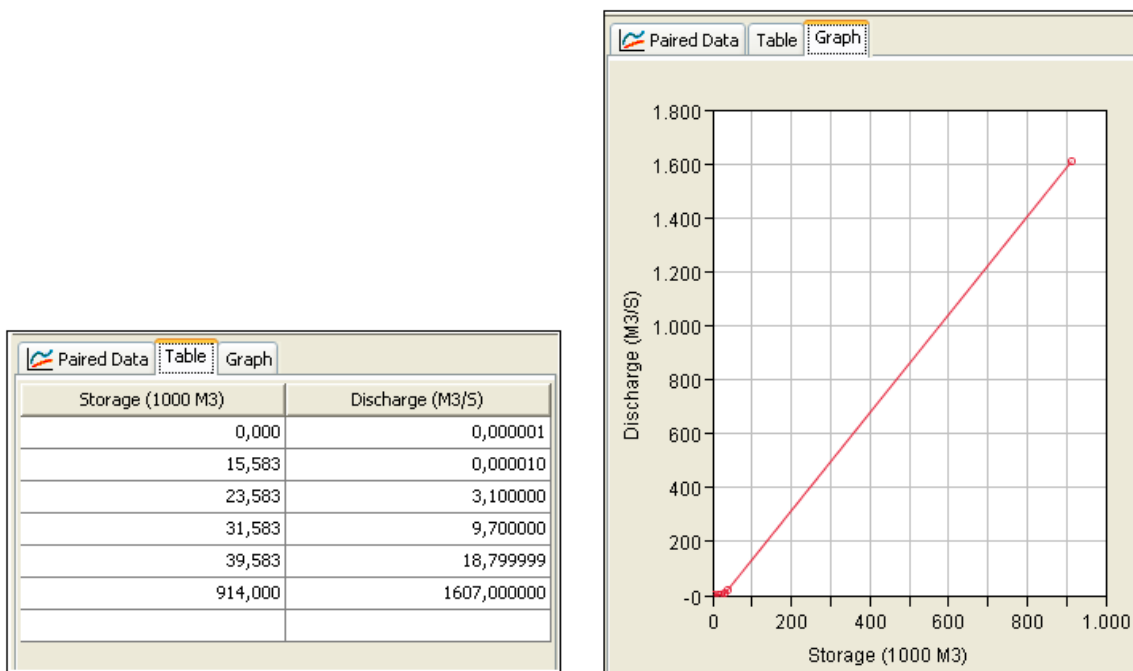 Paired Data Table Graph
Storage (1000 M3) Discharge (M3/S)
0,000 0,000001
15,583 0,000010
23,583 3,100000
31,583 9,700000
39,583 18,799999
914,000 1607,000000
Paired Data Table Graph
Discharge (M3/S)
1.800
1.600
1.400
1.200
1.000
800
600
400
200
-0
0 200 400 600 800 1.000
Storage (1000 M3)